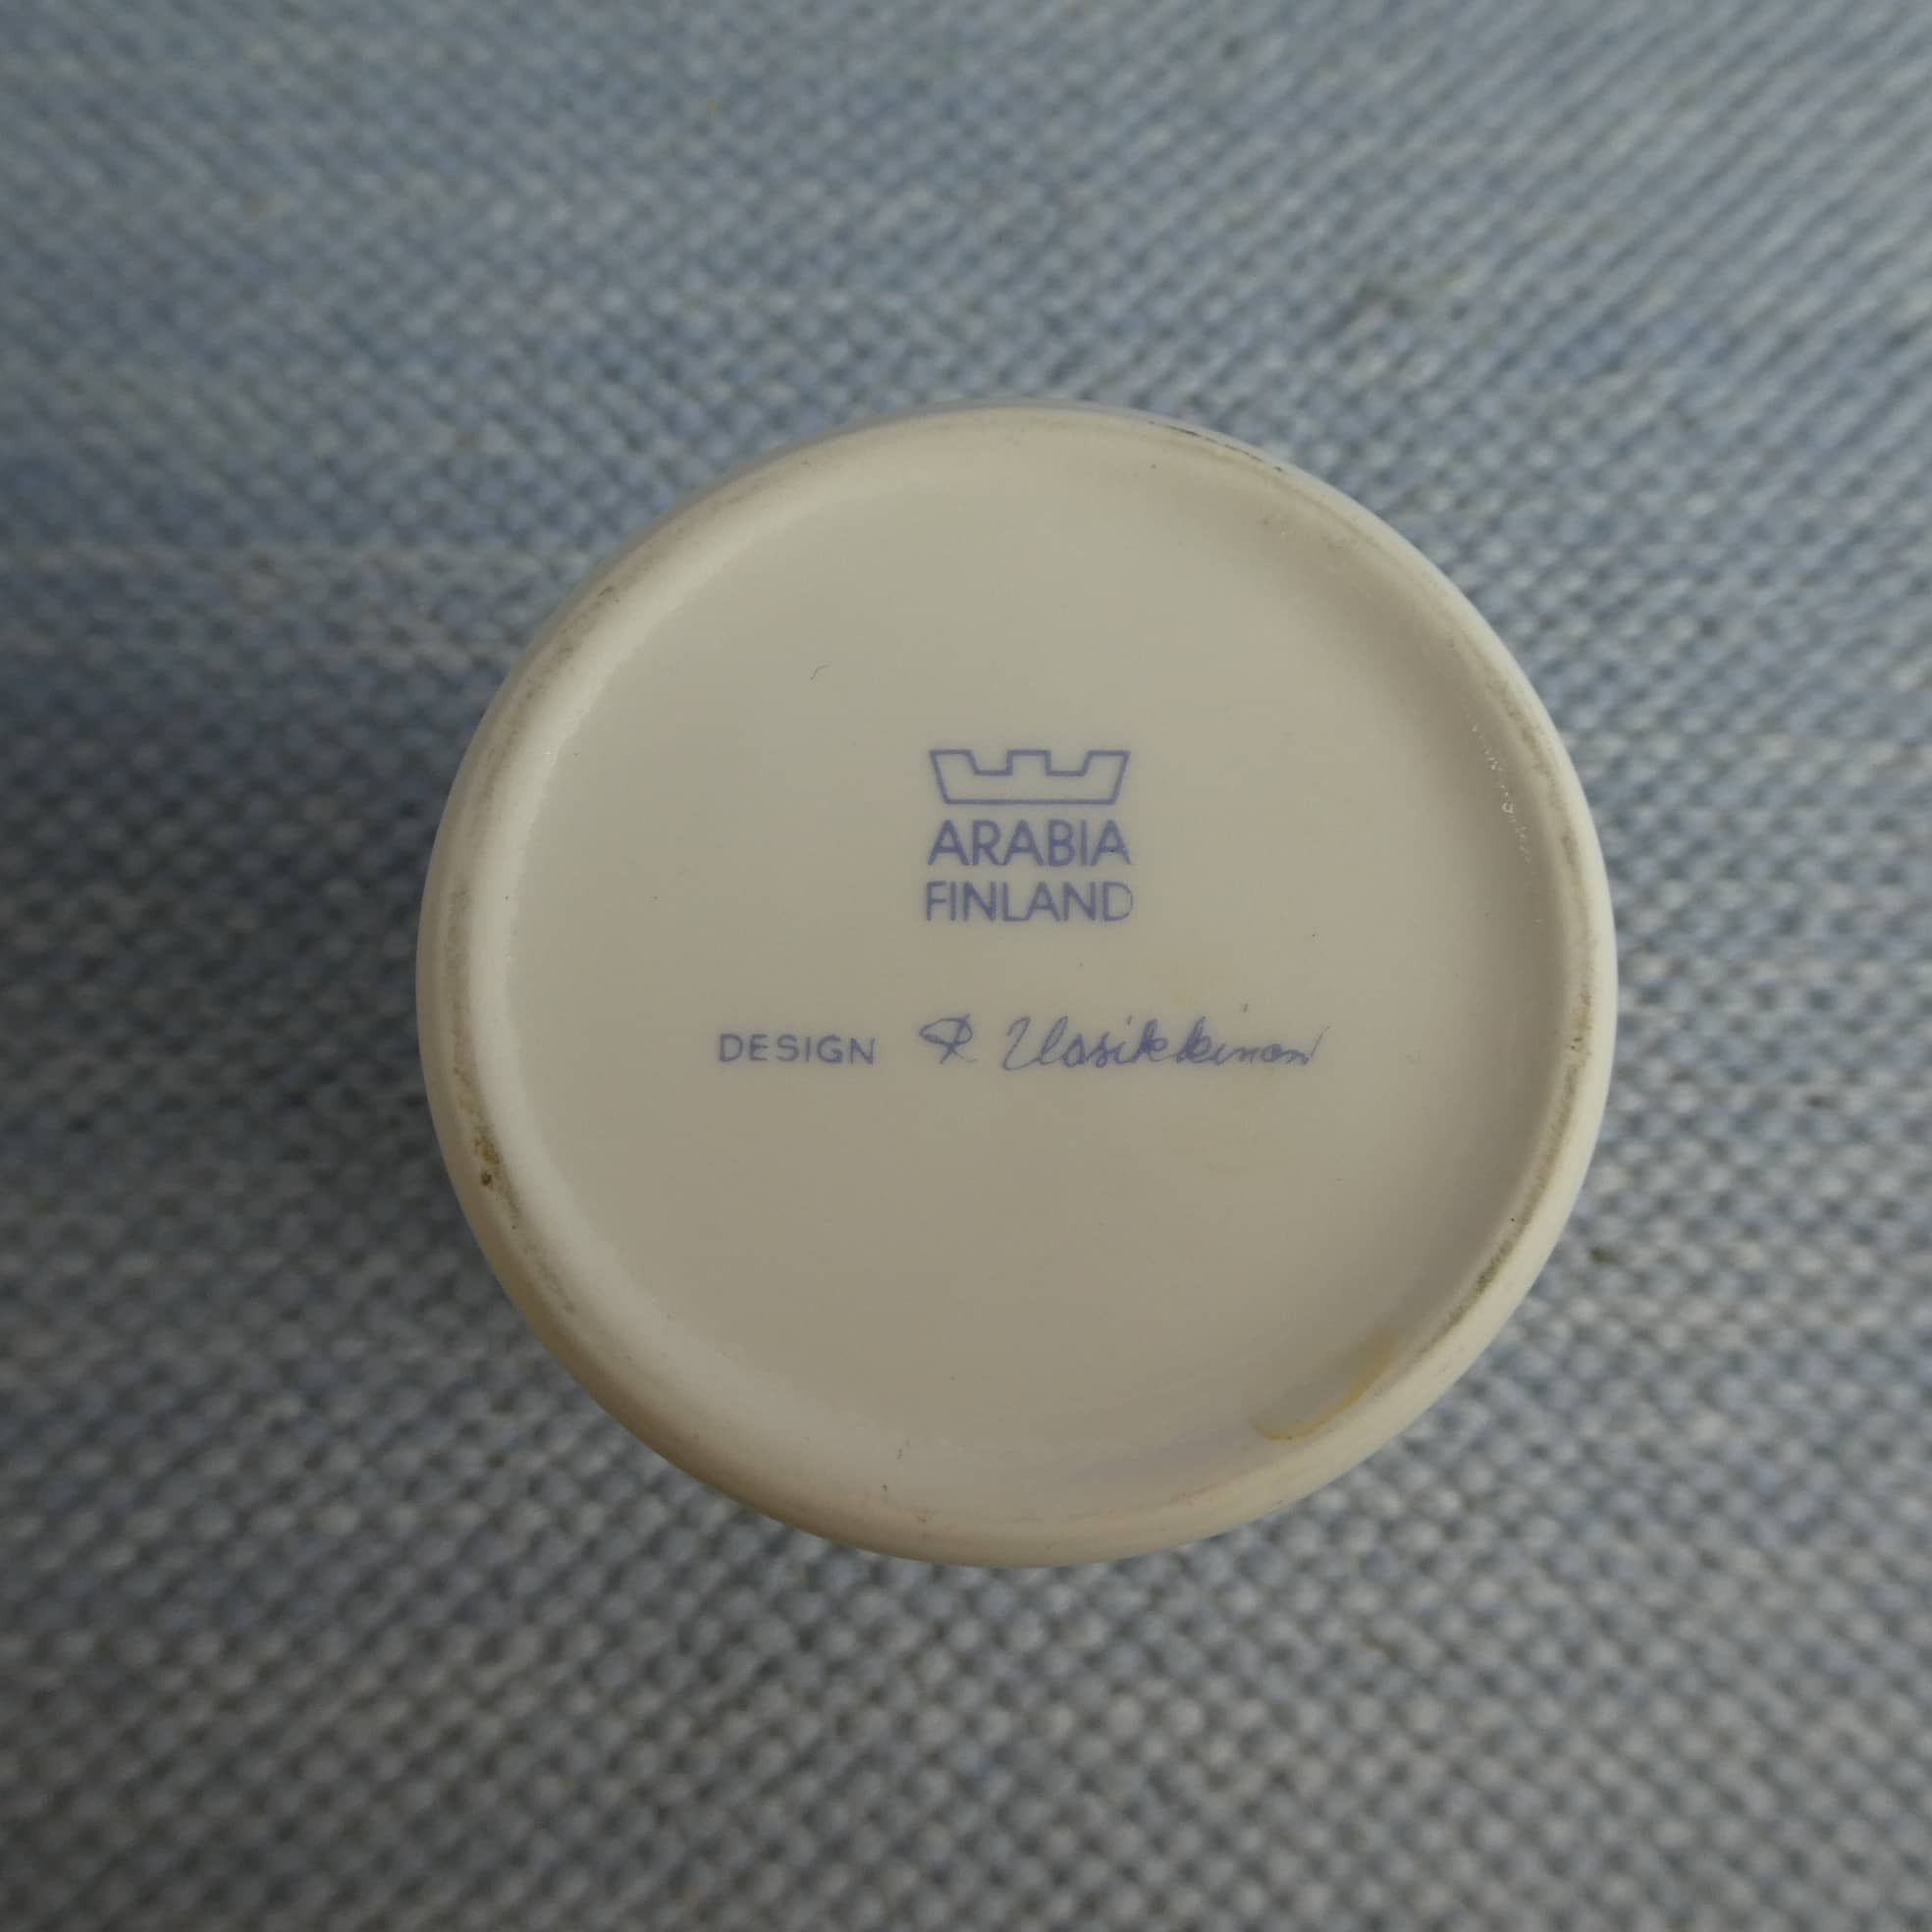 ARABIA
FINLAND
DESIGN R Uosikkinen